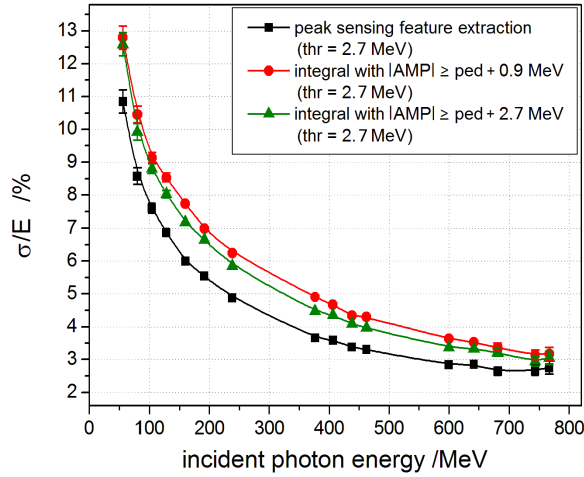 peak sensing feature extraction
(thr = 2.7 MeV)
integral with |AMP| ≥ ped + 0.9 MeV
(thr = 2.7 MeV)
integral with |AMP| ≥ ped + 2.7 MeV
(thr = 2.7 MeV)
σ/E /%
13
12
11
10
9
8
7
6
5
4
3
2
0 100 200 300 400 500 600 700 800
incident photon energy /MeV